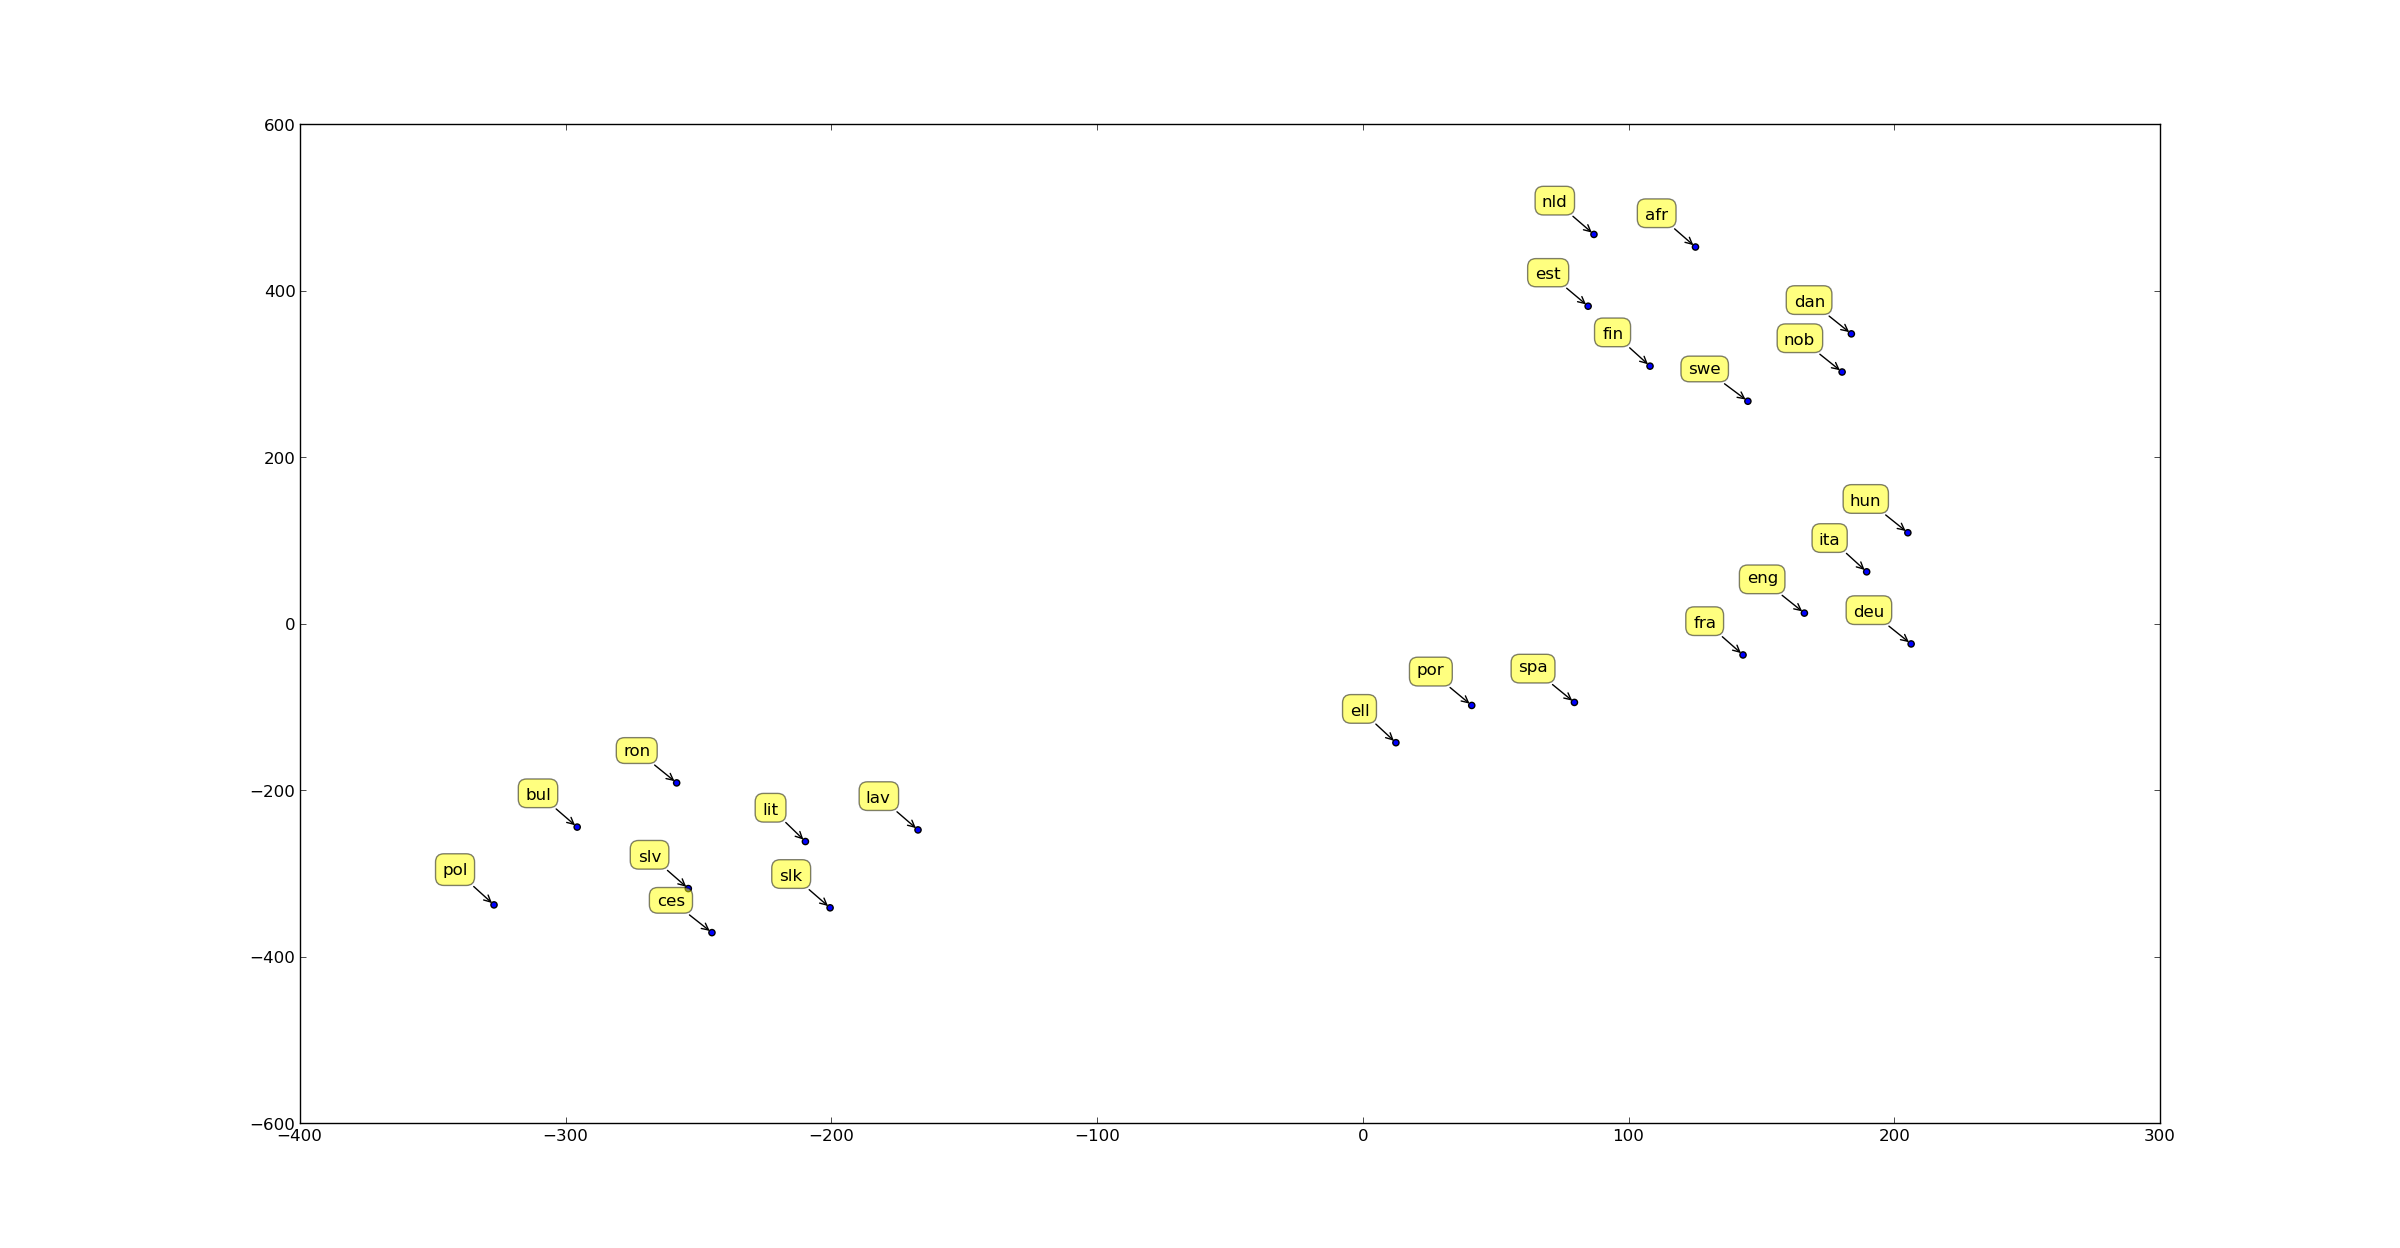 600
nld
afr
est
400
dan
fin
nob
swe
200
hun
ita
eng
deu
0
fra
por
spa
ell
ron
−200
bul
lit
lav
slv
pol
slk
ces
−400
−600
−400
−300
−200
−100
0
100
200
300